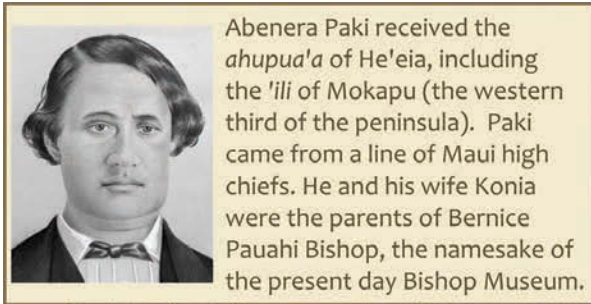 Abenera Paki received the
ahupua'a of He'eia, including
the 'ili of Mokapu (the western
third of the peninsula).  Paki
came from a line of Maui high
chiefs. He and his wife Konia
were the parents of Bernice
Pauahi Bishop, the namesake of
the present day Bishop Museum.